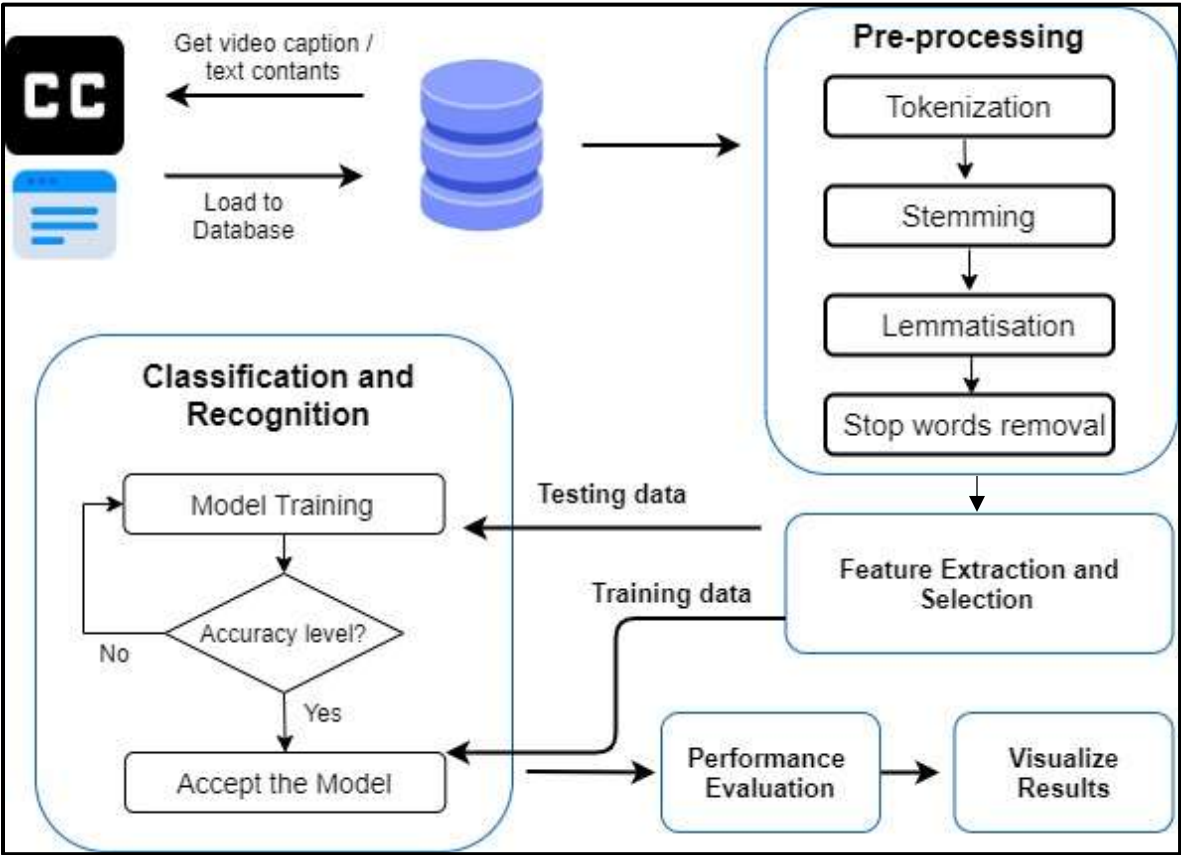 CC
Get video caption /
text contants
Load to
Database
Pre-processing
Tokenization
Stemming
Lemmatisation
Stop words removal
Classification and
Recognition
Model Training
Accuracy level?
No
Yes
Accept the Model
Testing data
Training data
Feature Extraction and
Selection
Performance
Evaluation
Visualize
Results